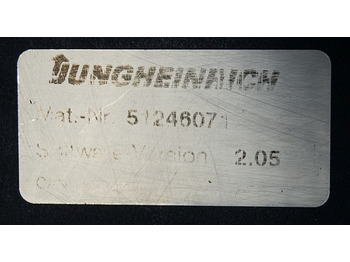 JUNGHEINRICH
Mat.-Nr. 51246071
Software-Version 2.05